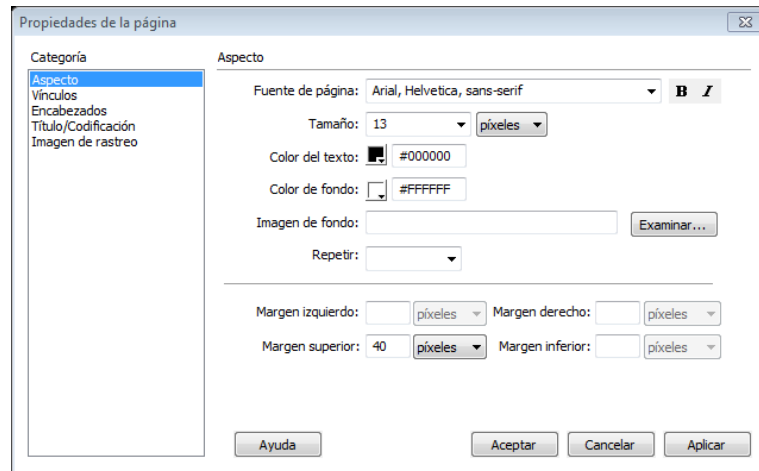 Propiedades de la página
Categoría
Aspecto
Vínculos
Encabezados
Título/Codificación
Imagen de rastreo
Aspecto
Fuente de página: Arial, Helvetica, sans-serif B I
Tamaño: 13 píxeles
Color del texto: #000000
Color de fondo: #FFFFFF
Imagen de fondo: Examinar...
Repetir:
Margen izquierdo: píxeles Margen derecho: píxeles
Margen superior: 40 píxeles Margen inferior: píxeles
Ayuda Aceptar Cancelar Aplicar